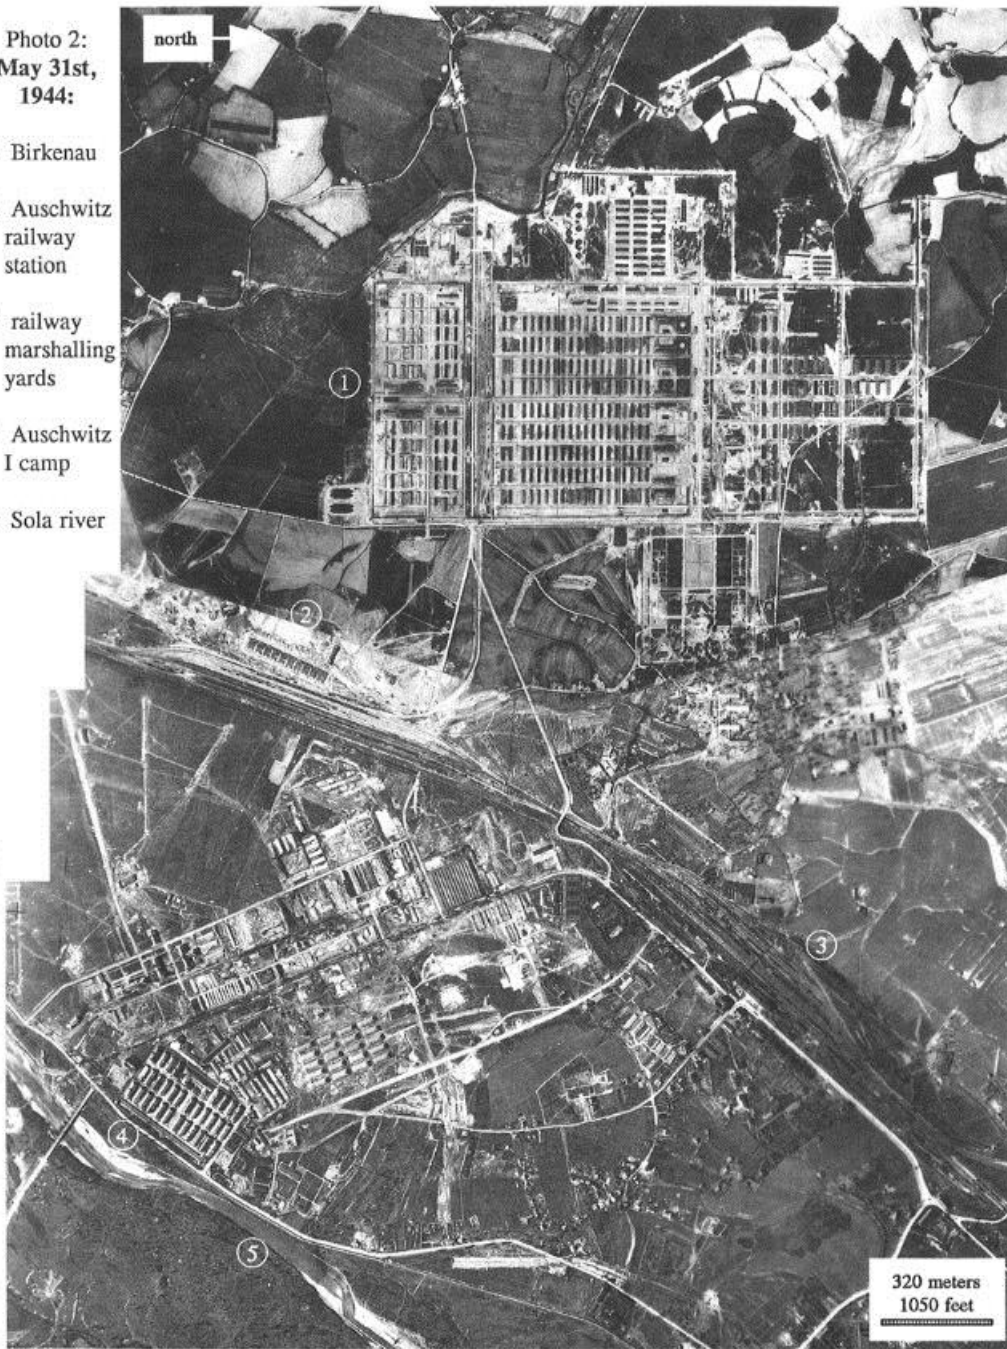 Photo 2:
May 31st,
1944:
Birkenau
Auschwitz
railway
station
railway
marshalling
yards
Auschwitz
I camp
Sola river
north
1
2
3
4
5
320 meters
1050 feet